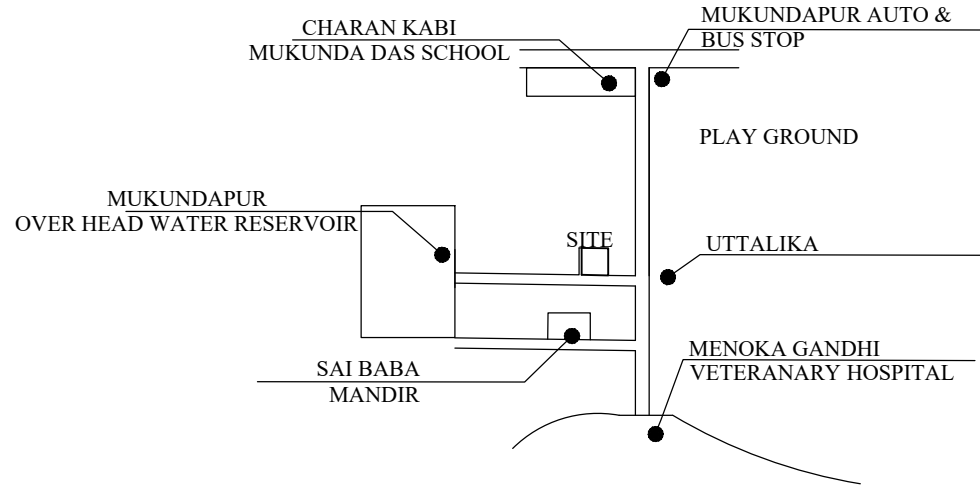 CHARAN KABI
MUKUNDA DAS SCHOOL
MUKUNDAPUR AUTO &
BUS STOP
PLAY GROUND
MUKUNDAPUR
OVER HEAD WATER RESERVOIR
SITE
UTTALIKA
SAI BABA
MANDIR
MENOKA GANDHI
VETERANARY HOSPITAL